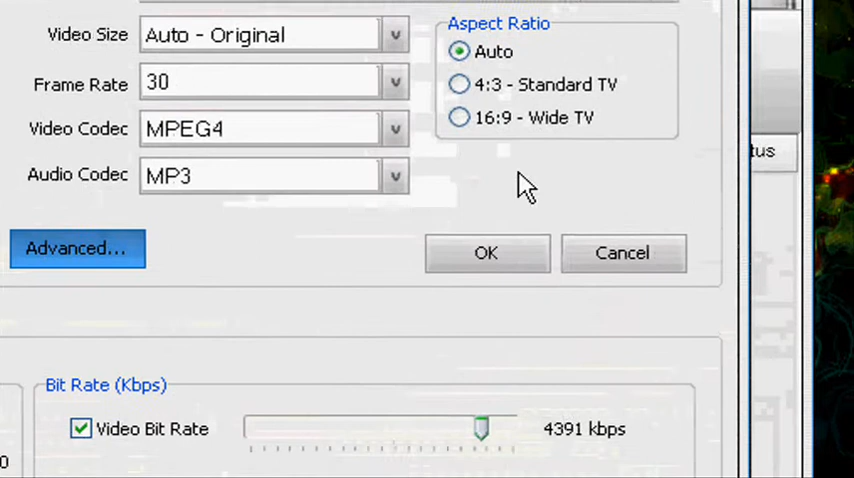 Video Size Auto - Original
Frame Rate 30
Video Codec MPEG4
Audio Codec MP3
Aspect Ratio
Auto
4:3 - Standard TV
16:9 - Wide TV
tus
Advanced...
OK Cancel
Bit Rate (Kbps)
Video Bit Rate 4391 kbps
0